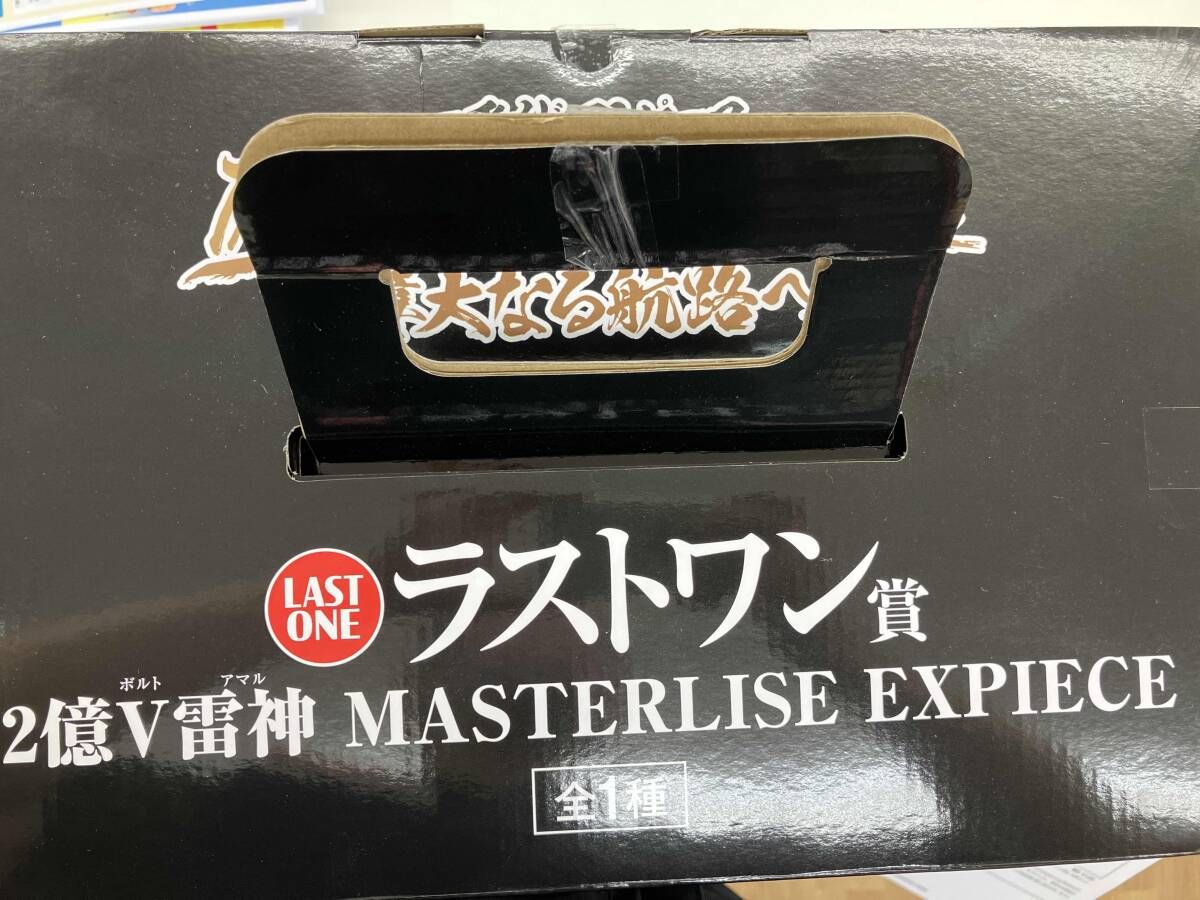 大なる航路へ
LAST ONE
ラストワン賞
ボルト アマル
2億V雷神 MASTERLISE EXPIECE
全1種